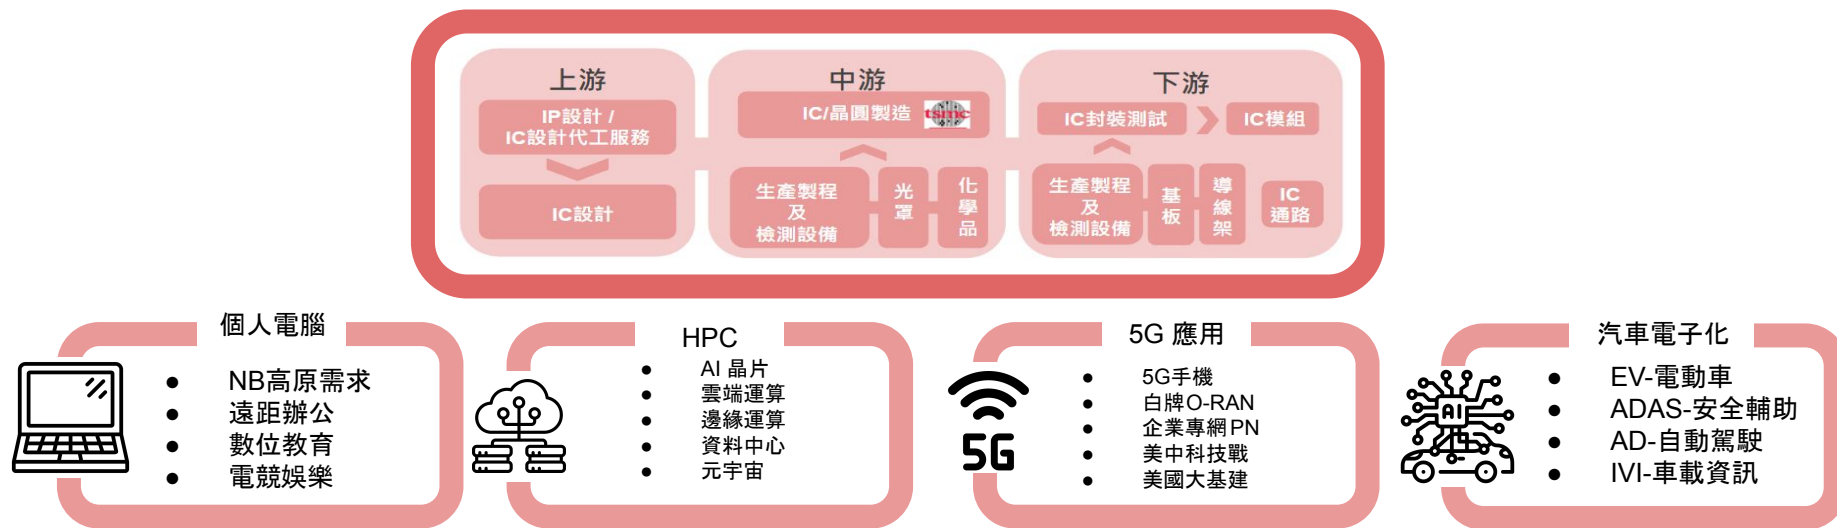 上游
IP設計 /
IC設計代工服務
IC設計
中游
IC/晶圓製造
tsmc
生產製程
及
檢測設備
光罩
化學品
下游
IC封裝測試
IC模組
生產製程
及
檢測設備
基板
導線架
IC
通路
個人電腦
● NB高原需求
● 遠距辦公
● 數位教育
● 電競娛樂
HPC
● AI 晶片
● 雲端運算
● 邊緣運算
● 資料中心
● 元宇宙
5G 應用
5G
● 5G手機
● 白牌O-RAN
● 企業專網PN
● 美中科技戰
● 美國大基建
汽車電子化
AI
● EV-電動車
● ADAS-安全輔助
● AD-自動駕駛
● IVI-車載資訊